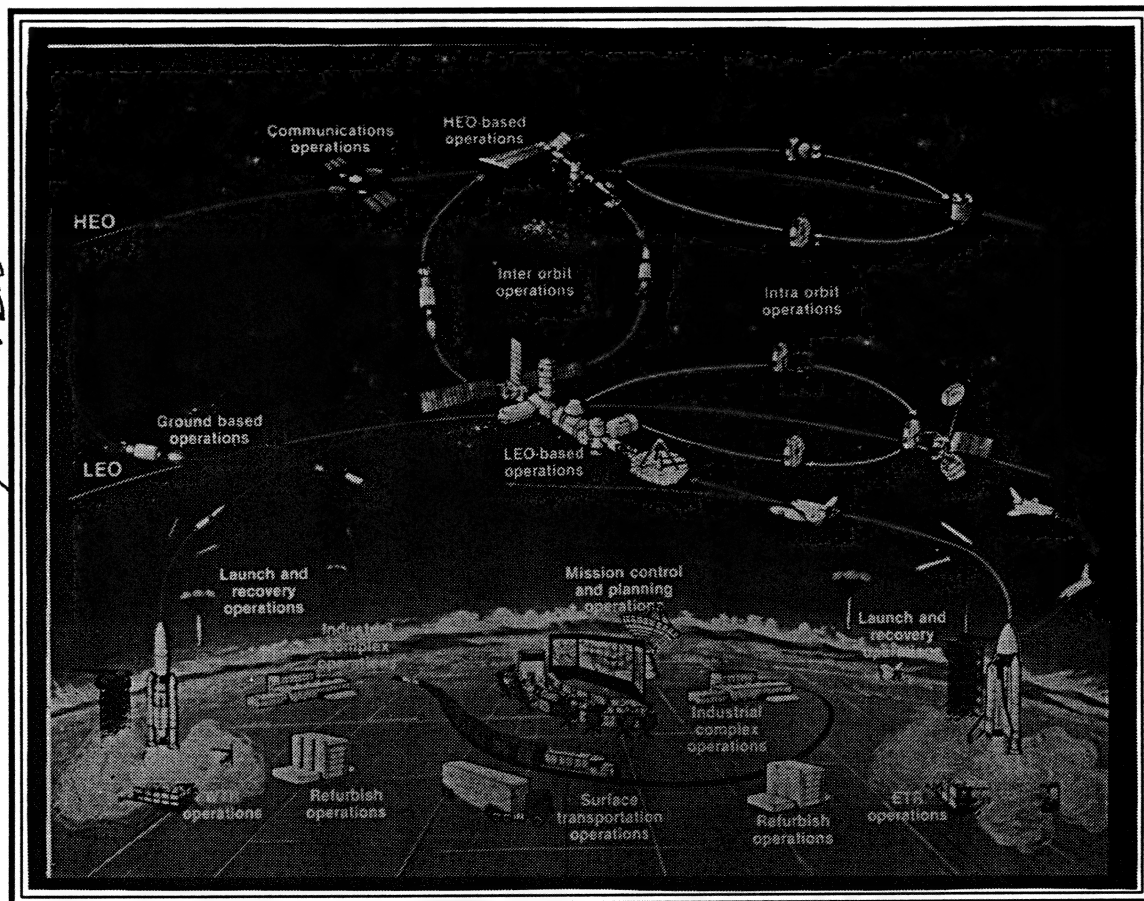 Communications
operations
HEO-based
operations
HEO
Inter orbit
operations
Intra orbit
operations
Ground based
operations
LEO
LEO-based
operations
Launch and
recovery
operations
Mission control
and planning
operations
Launch and
recovery
Industrial
complex
Industrial
complex
operations
operations
Refurbish
operations
Surface
transportation
operations
Refurbish
operations
ETR
operations